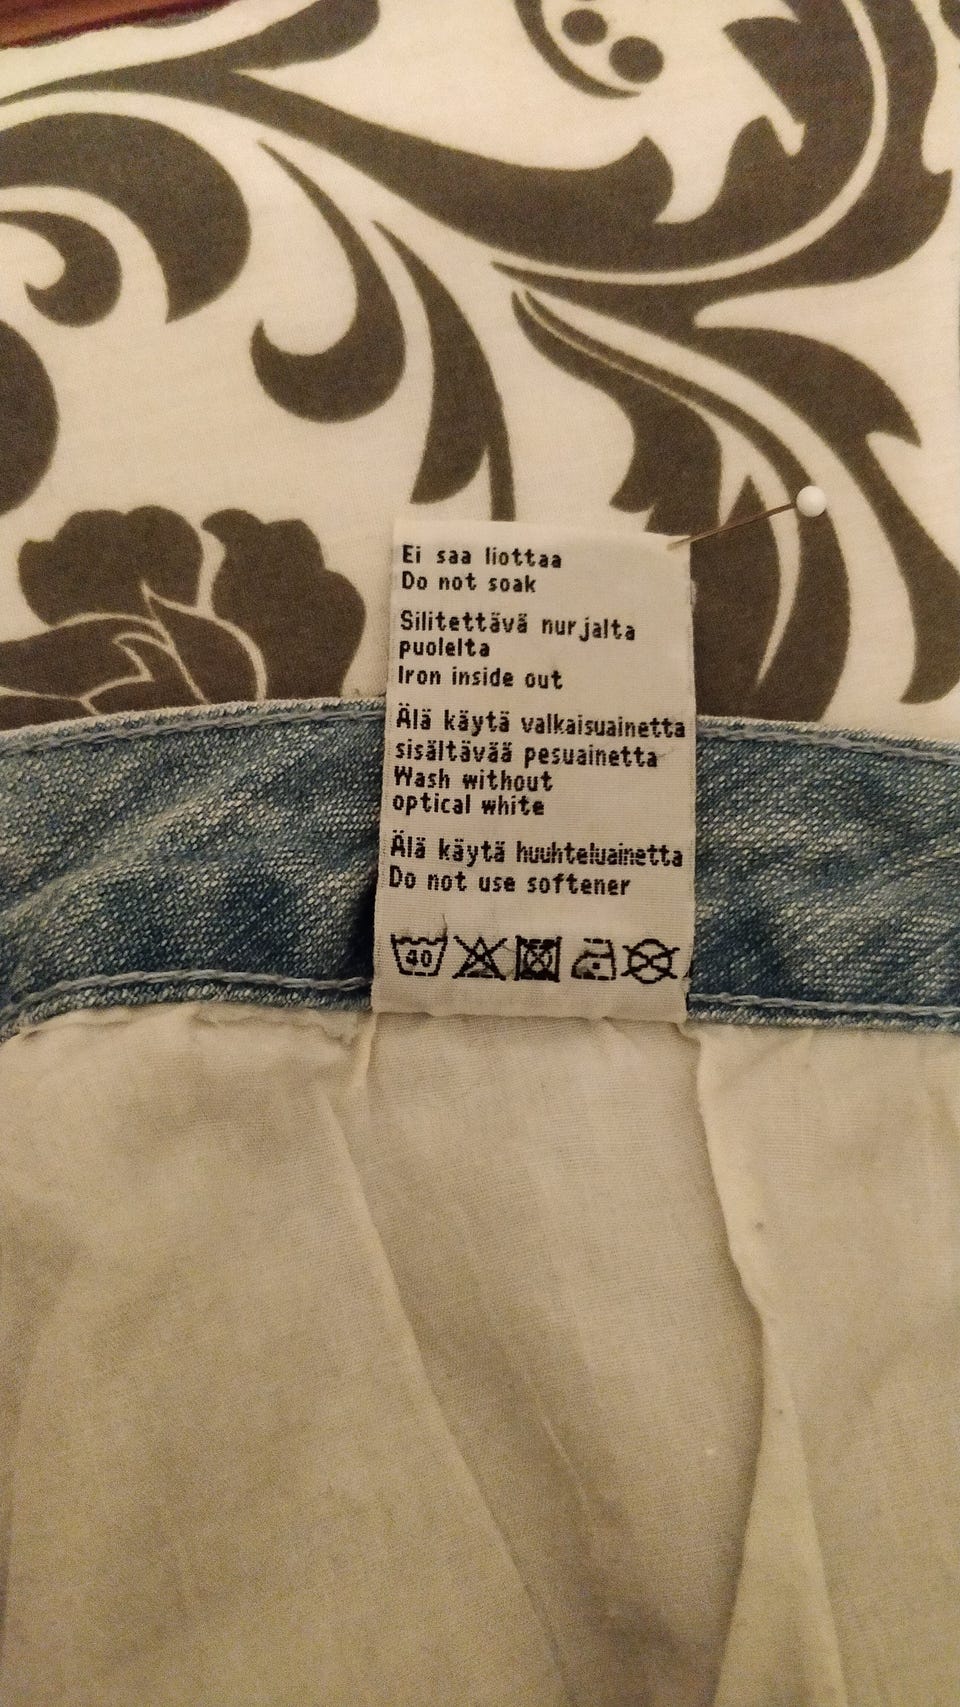 Ei saa liottaa
Do not soak
Silitettävä nurjalta
puolelta
Iron inside out
Älä käytä valkaisuainetta
sisältävää pesuainetta
Wash without
optical white
Älä käytä huuhteluainetta
Do not use softener
40